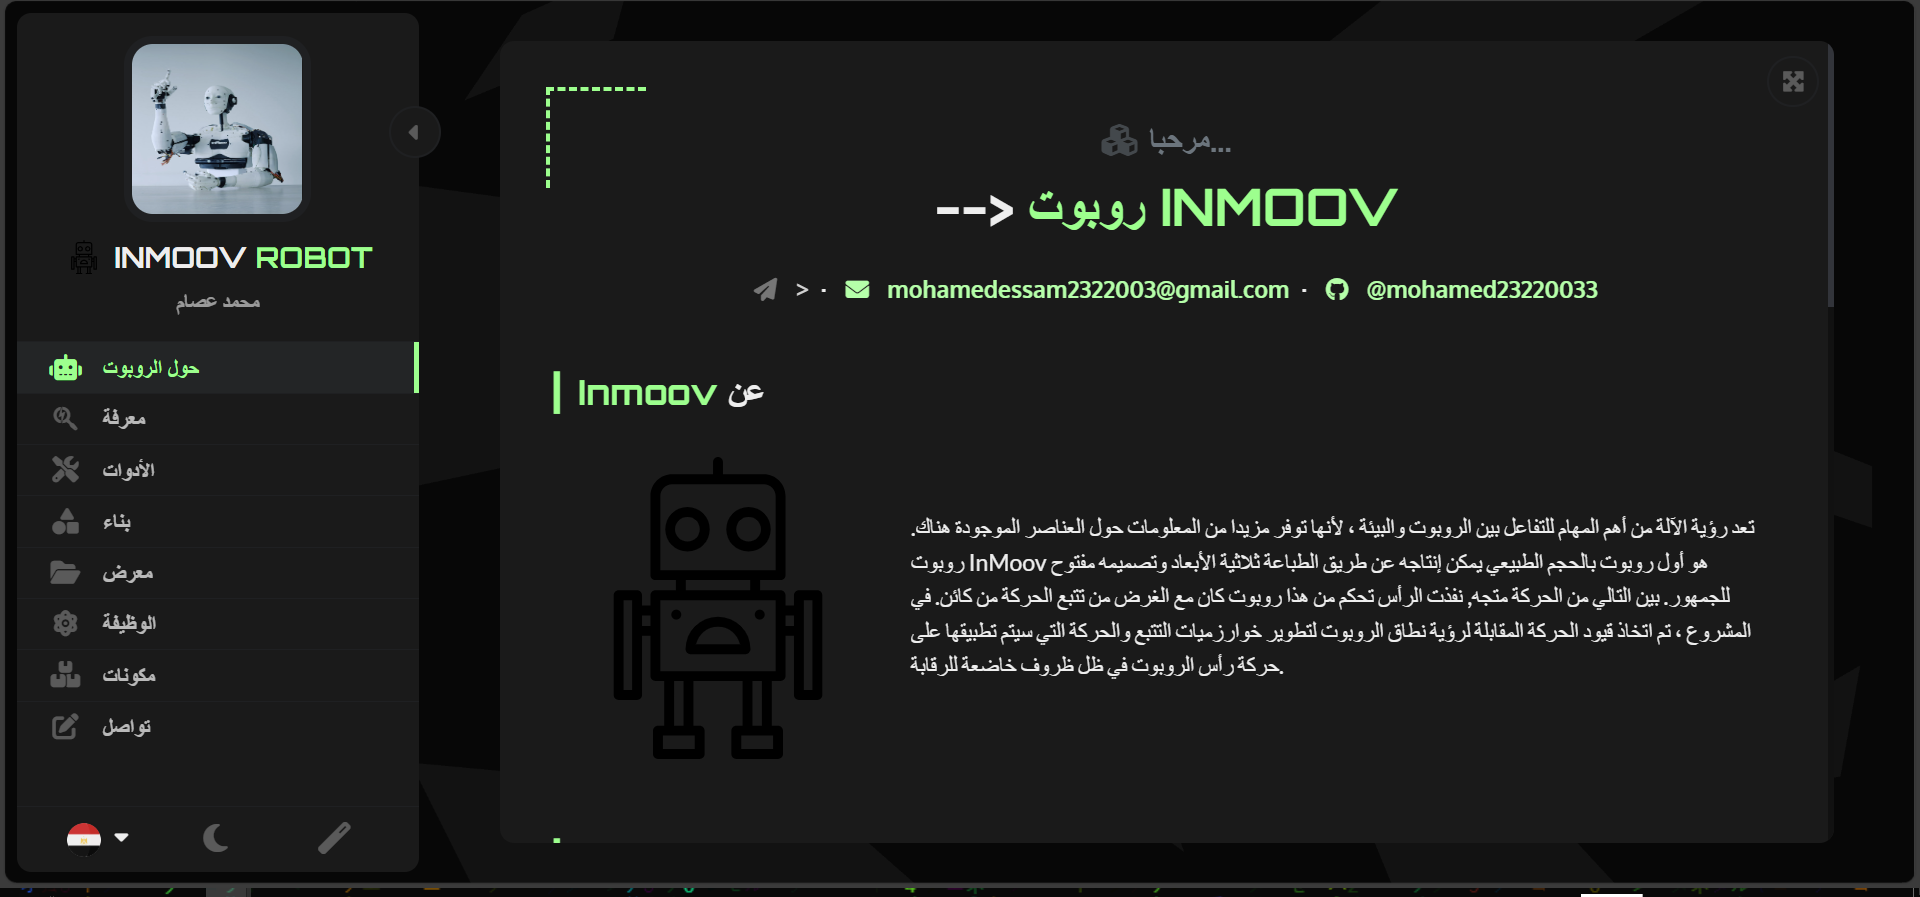 INMOOV ROBOT
محمد عصام
حول الروبوت
معرفة
الأدوات
بناء
معرض
الوظيفة
مكونات
تواصل
مرحبا...
--> روبوت INMOOV
> · mohamedessam2322003@gmail.com · @mohamed23220033
Inmoov عن
تعد رؤية الآلة من أهم المهام للتفاعل بين الروبوت والبيئة ، لأنها توفر مزيدا من المعلومات حول العناصر الموجودة هناك.
روبوت InMoov هو أول روبوت بالحجم الطبيعي يمكن إنتاجه عن طريق الطباعة ثلاثية الأبعاد وتصميمه مفتوح
للجمهور. بين التالي من الحركة متجه, نفذت الرأس تحكم من هذا روبوت كان مع الغرض من تتبع الحركة من كائن. في
المشروع ، تم اتخاذ قيود الحركة المقابلة لرؤية نطاق الروبوت لتطوير خوارزميات التتبع والحركة التي سيتم تطبيقها على
حركة رأس الروبوت في ظل ظروف خاضعة للرقابة.